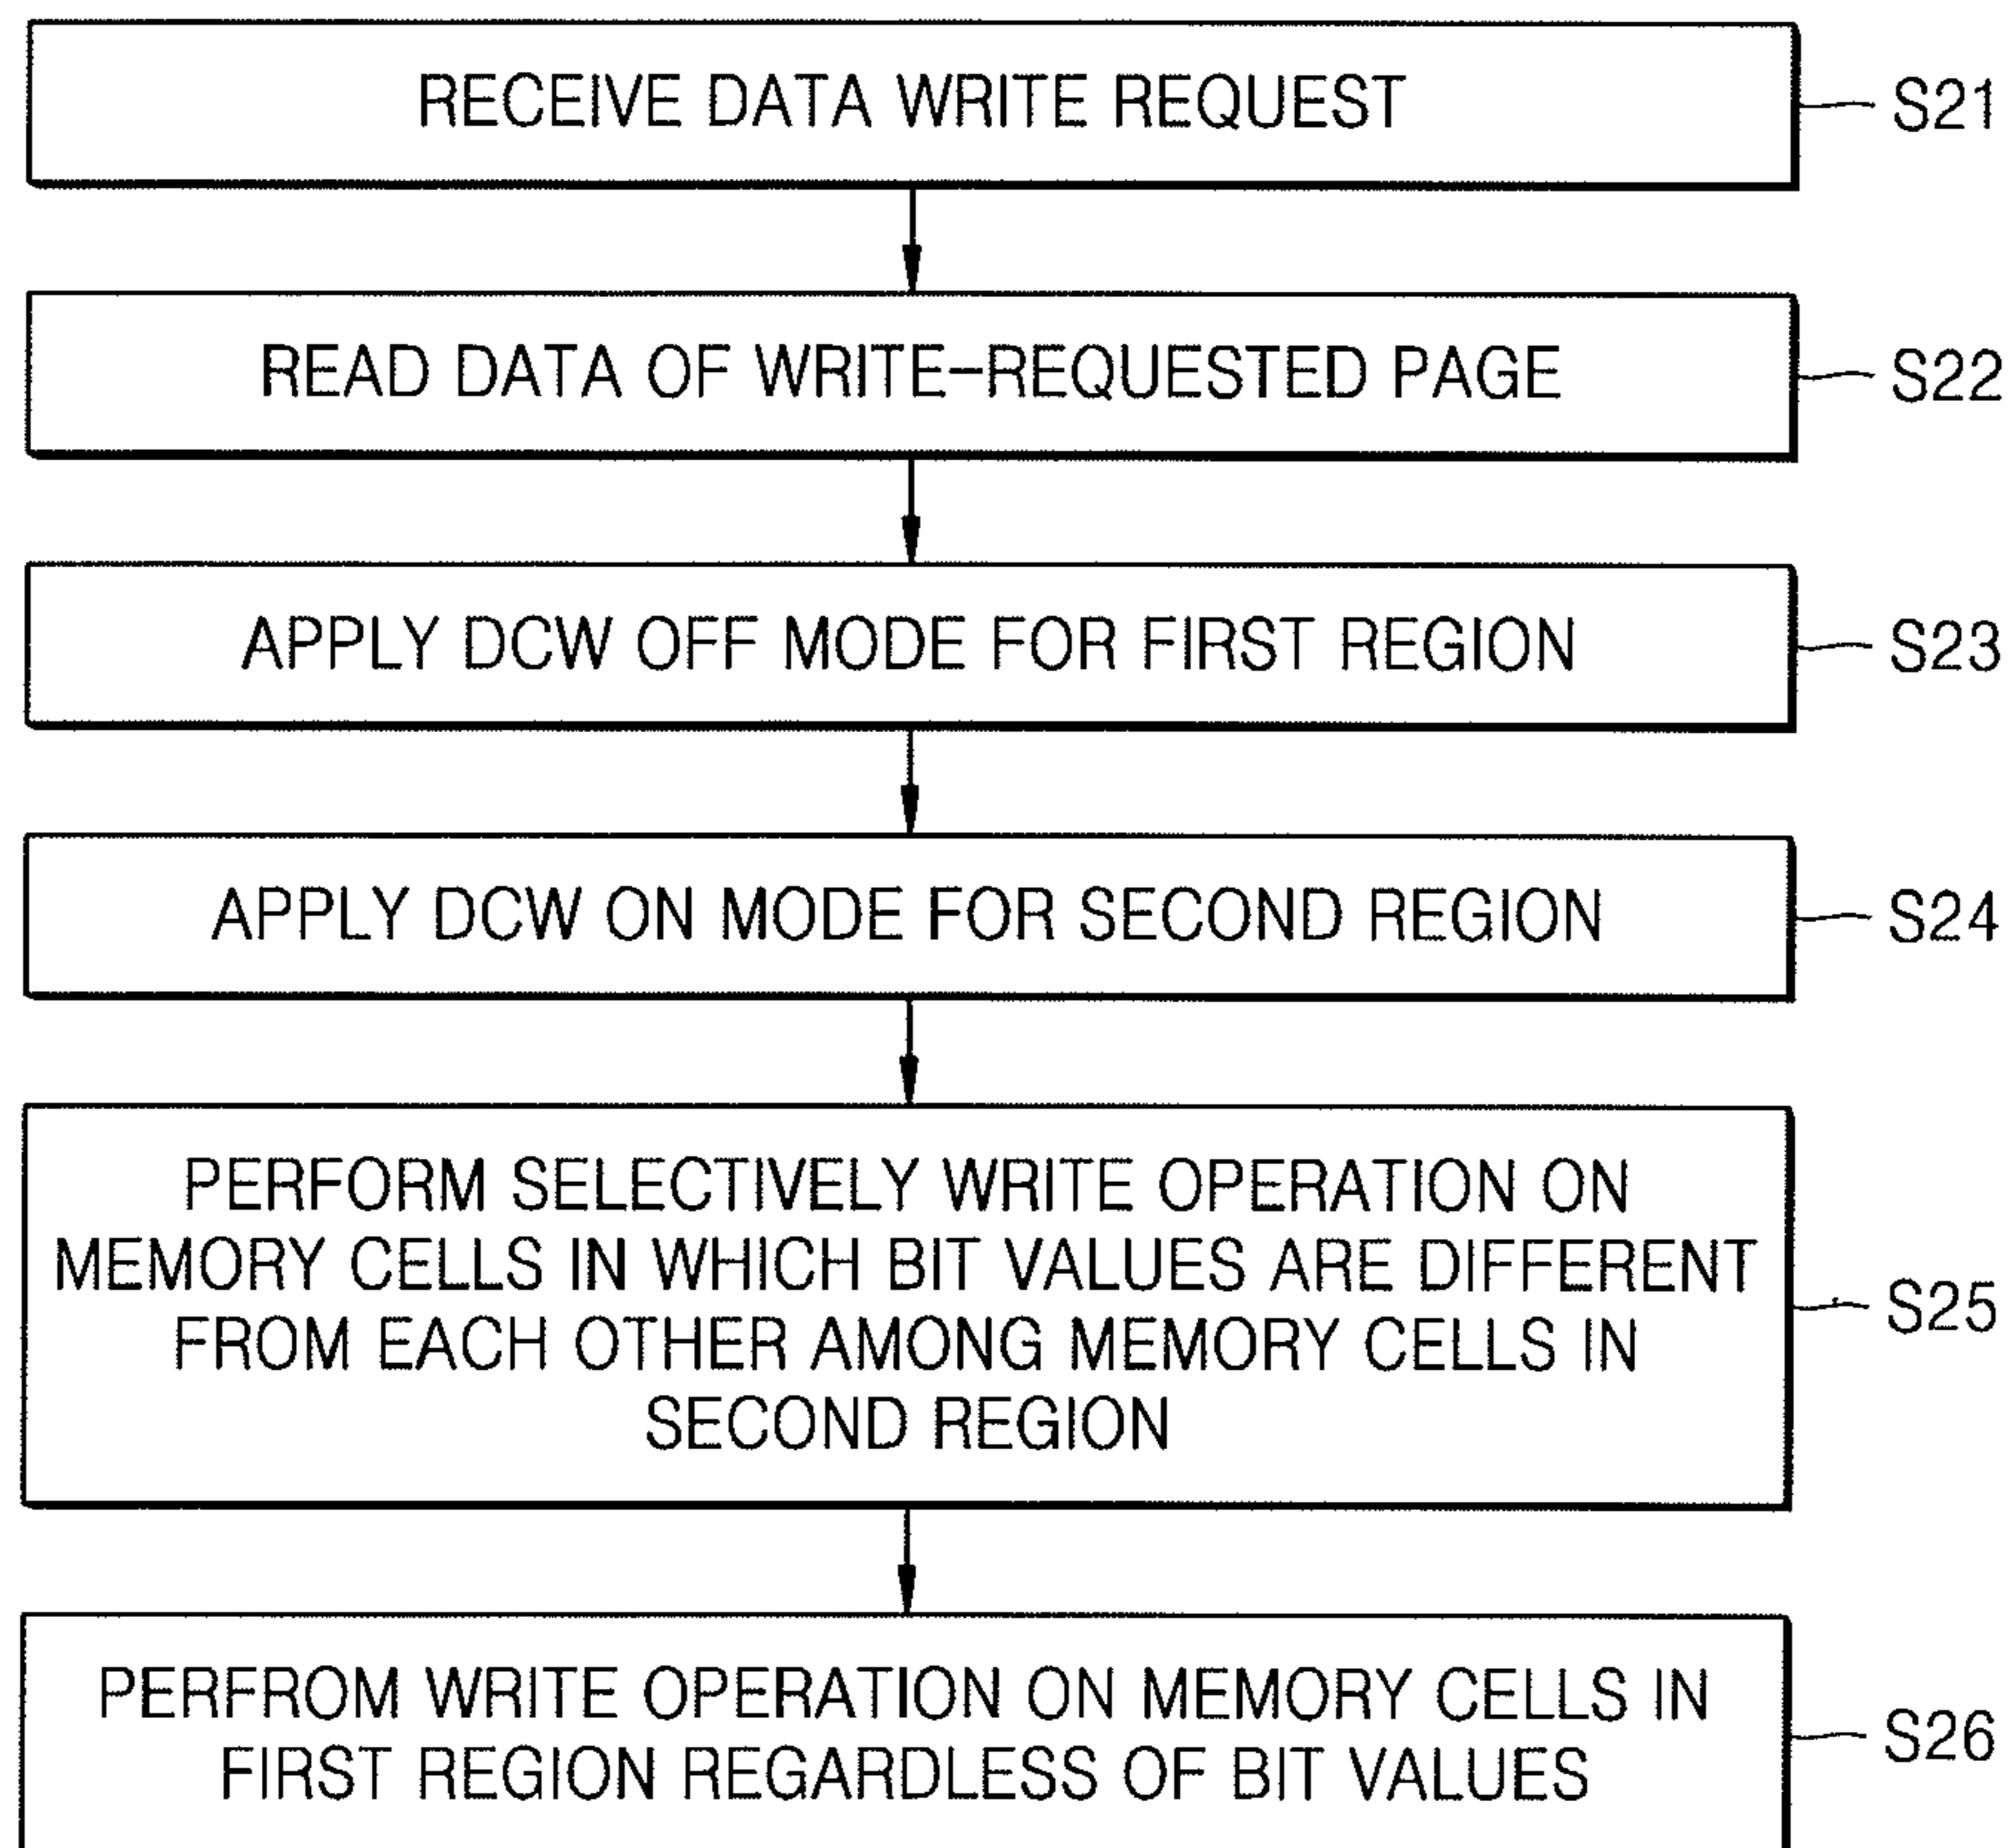 RECEIVE DATA WRITE REQUEST
S21
READ DATA OF WRITE-REQUESTED PAGE
S22
APPLY DCW OFF MODE FOR FIRST REGION
S23
APPLY DCW ON MODE FOR SECOND REGION
S24
PERFORM SELECTIVELY WRITE OPERATION ON
MEMORY CELLS IN WHICH BIT VALUES ARE DIFFERENT
FROM EACH OTHER AMONG MEMORY CELLS IN
SECOND REGION
S25
PERFROM WRITE OPERATION ON MEMORY CELLS IN
FIRST REGION REGARDLESS OF BIT VALUES
S26